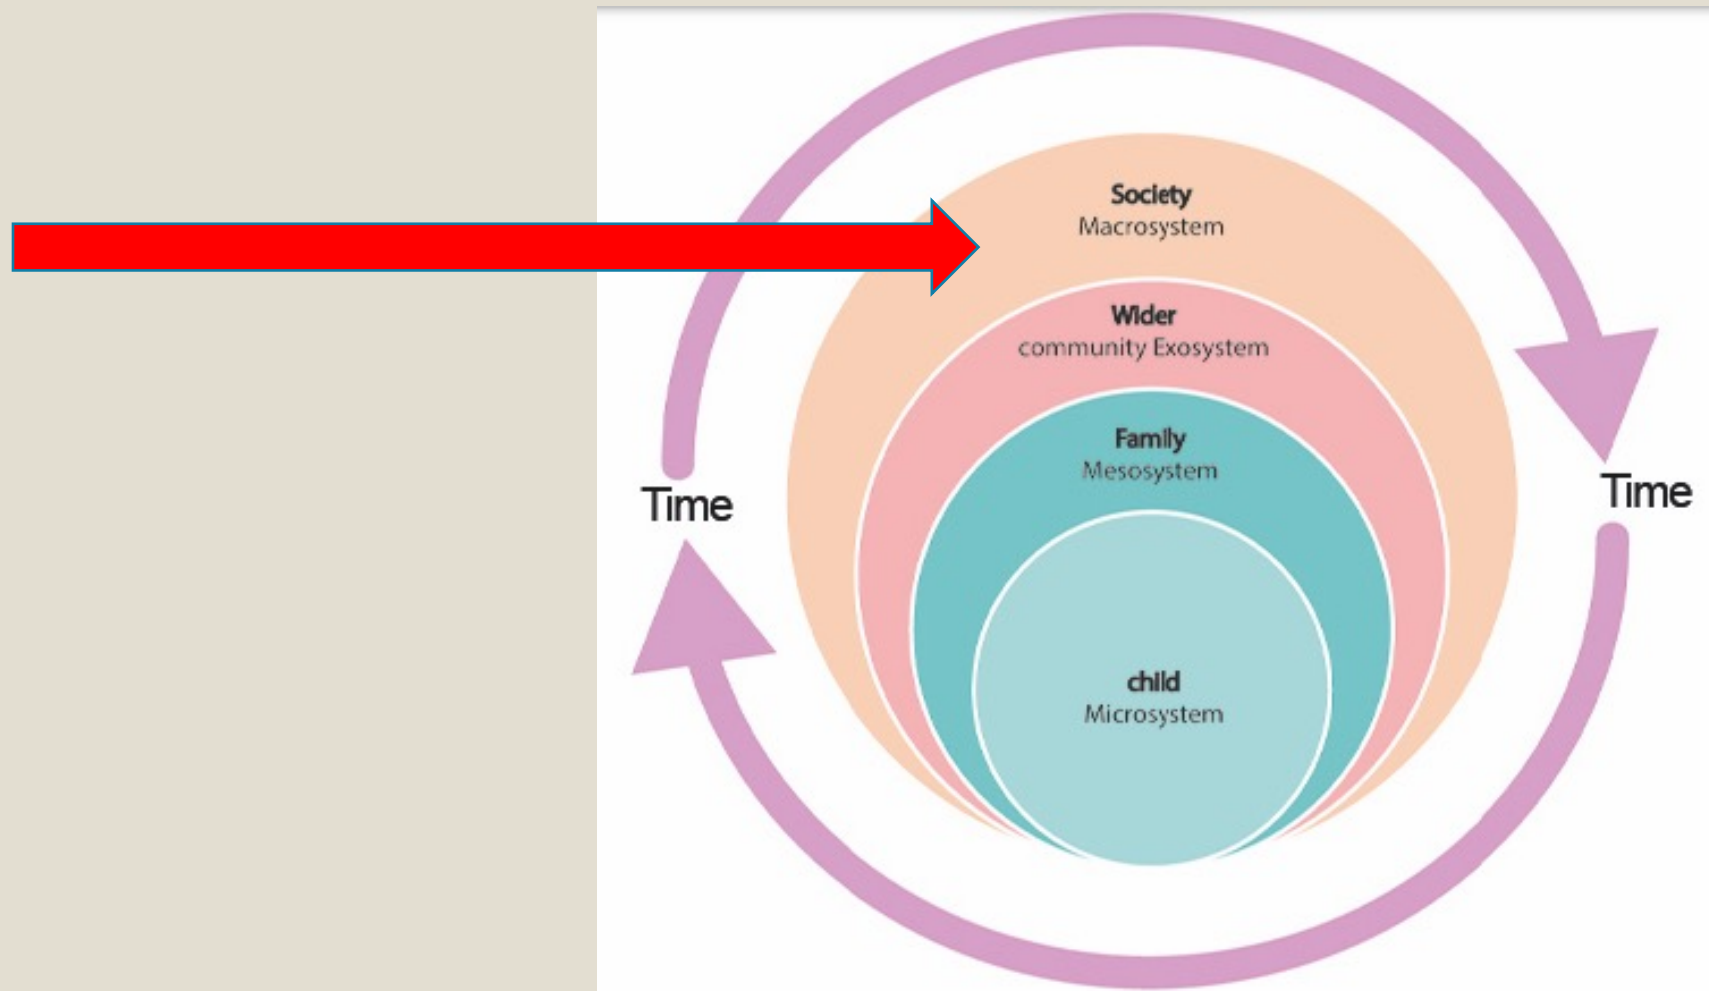 Society
Macrosystem
Wider
community Exosystem
Family
Mesosystem
Time
Time
child
Microsystem